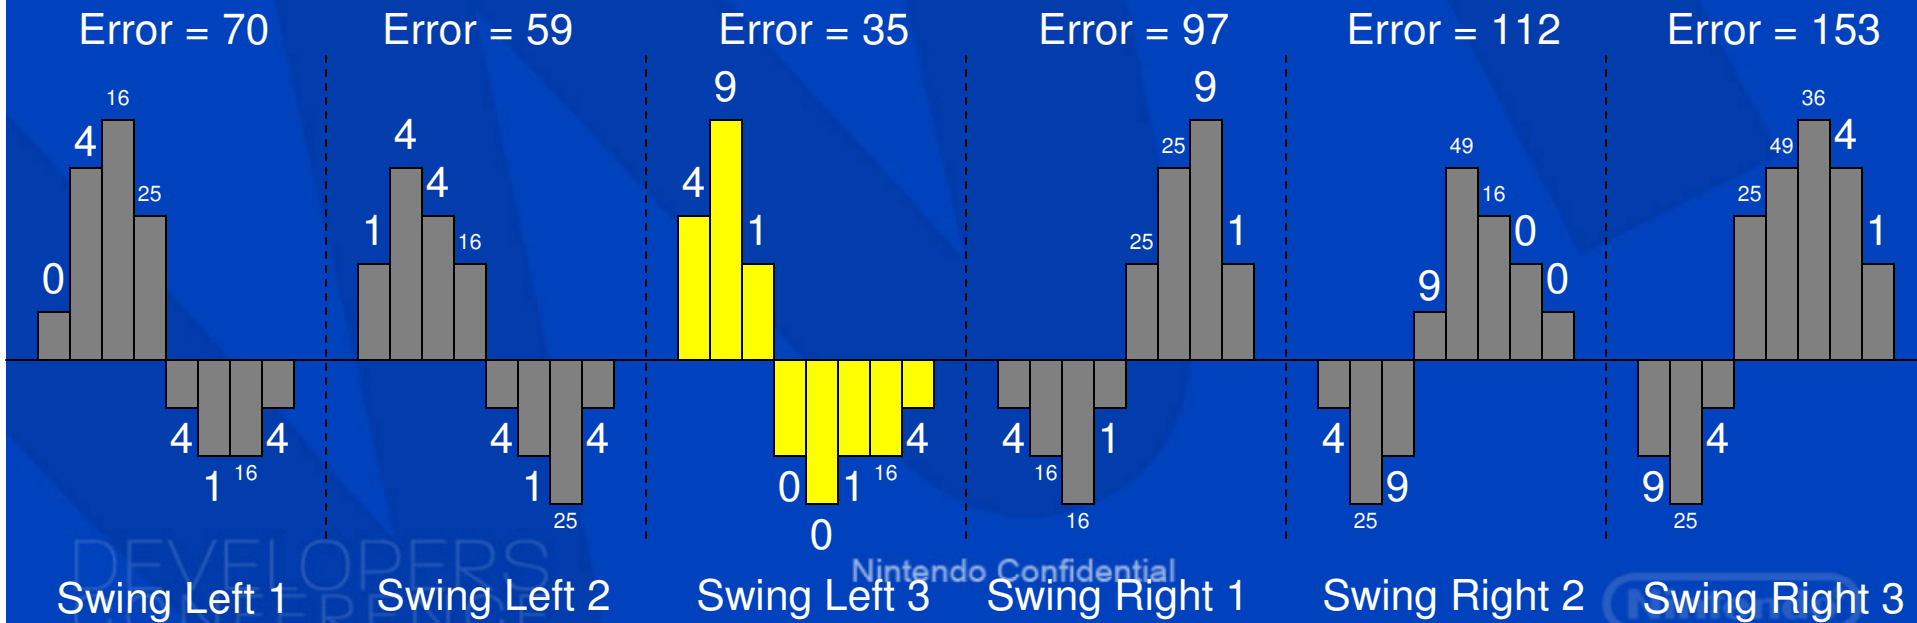 Error = 70
Error = 59
Error = 35
Error = 97
Error = 112
Error = 153
0 4 16 25 4 1 16 4
1 4 4 16 4 1 25 4
4 9 1 0 0 1 16 4
4 16 16 1 25 25 9 1
4 25 9 9 49 16 0 0
9 25 4 25 49 36 4 1
DEVELOPERS
CONFERENCE
Nintendo Confidential
Nintendo
Swing Left 1
Swing Left 2
Swing Left 3
Swing Right 1
Swing Right 2
Swing Right 3